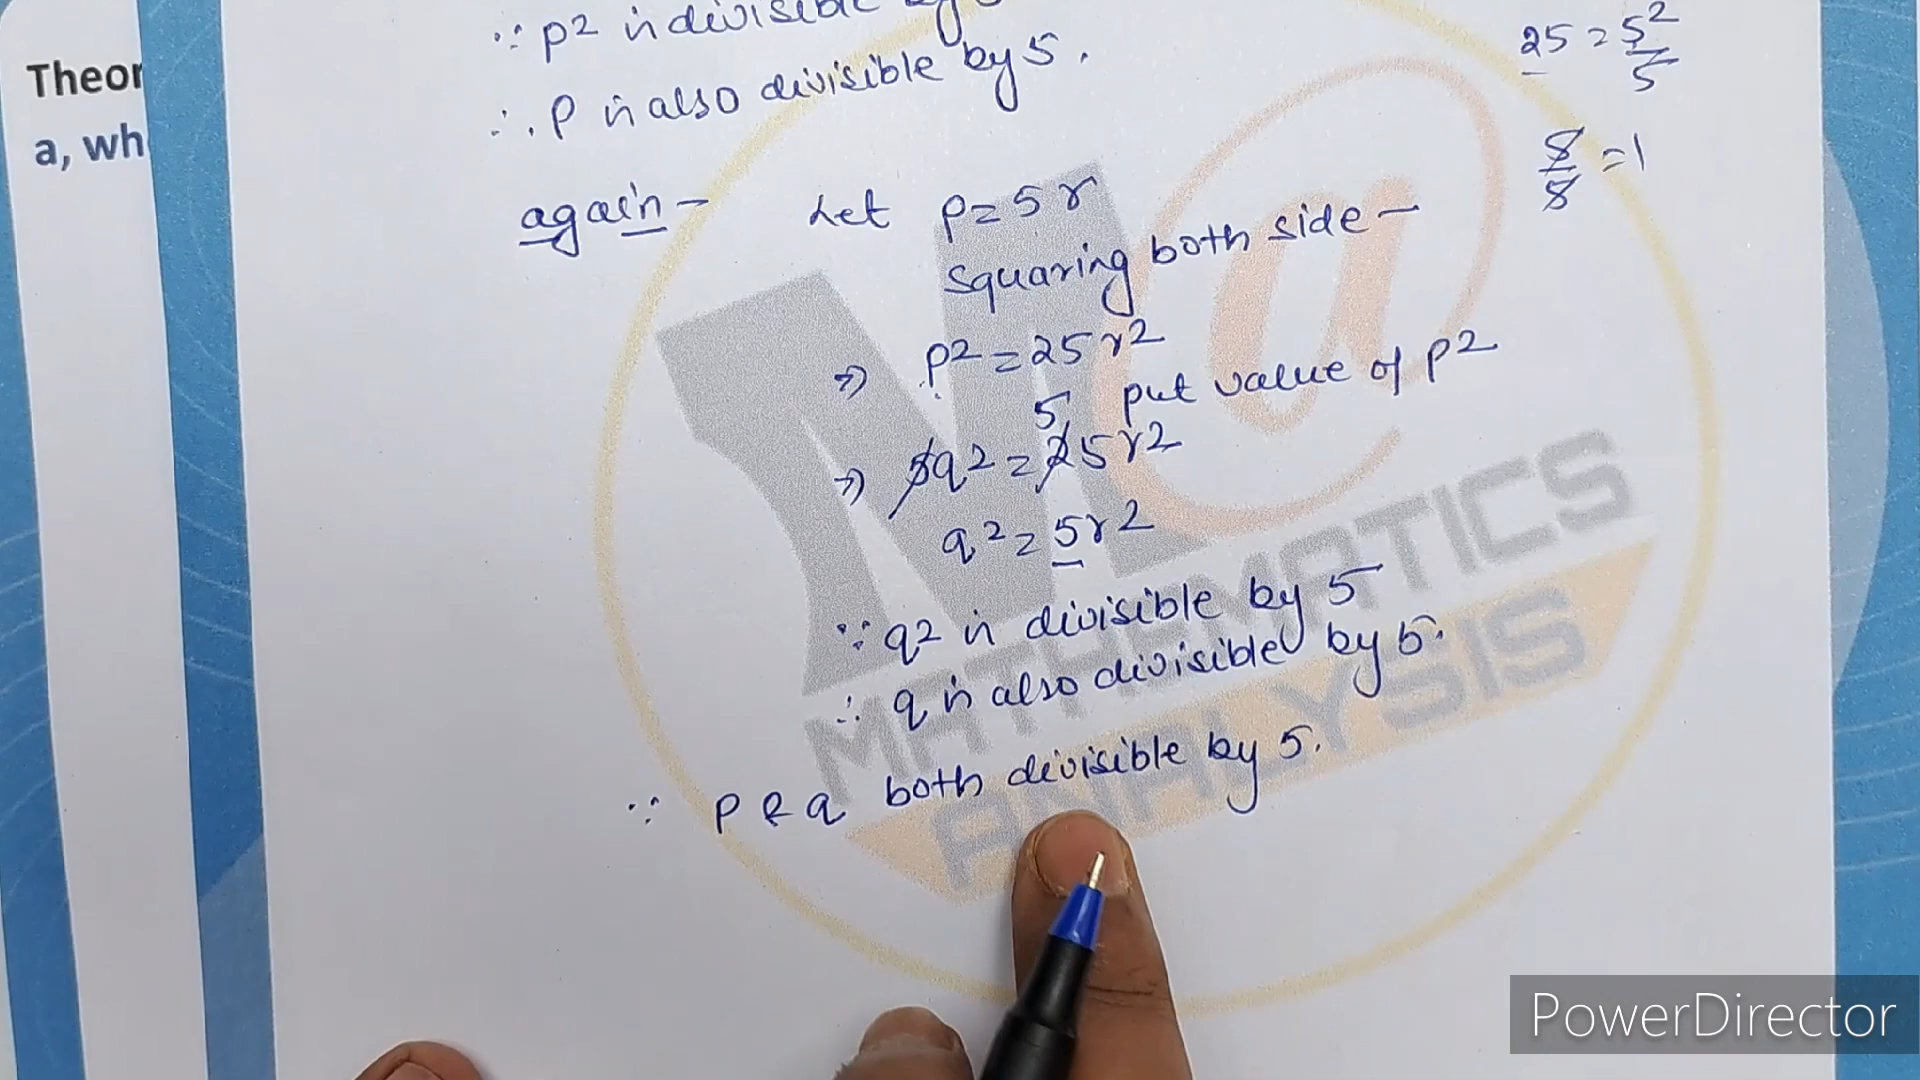 Theor
a, wh
∵ p² is divisible by 5
∴ p is also divisible by 5.
25 = 5²
5
5
5 = 1
again - Let p = 5r
squaring both side -
⇒ p² = 25r²
put value of p²
5
⇒ 5q² = 25r²
q² = 5r²
∵ q² is divisible by 5
∴ q is also divisible by 5.
∵ p & q both divisible by 5.
M@
MATHEMATICS
ANALYSIS
PowerDirector